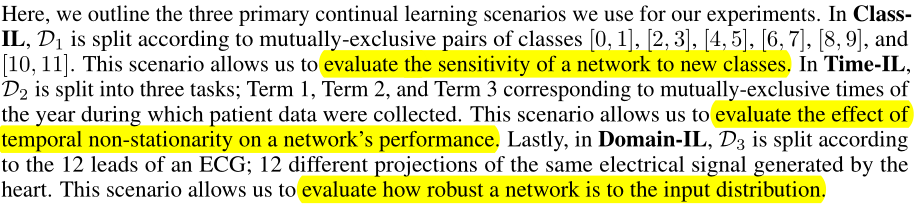 Here, we outline the three primary continual learning scenarios we use for our experiments. In Class-
IL, 𝒟₁ is split according to mutually-exclusive pairs of classes [0, 1], [2, 3], [4, 5], [6, 7], [8, 9], and
[10, 11]. This scenario allows us to evaluate the sensitivity of a network to new classes. In Time-IL,
𝒟₂ is split into three tasks; Term 1, Term 2, and Term 3 corresponding to mutually-exclusive times of
the year during which patient data were collected. This scenario allows us to evaluate the effect of
temporal non-stationarity on a network's performance. Lastly, in Domain-IL, 𝒟₃ is split according
to the 12 leads of an ECG; 12 different projections of the same electrical signal generated by the
heart. This scenario allows us to evaluate how robust a network is to the input distribution.